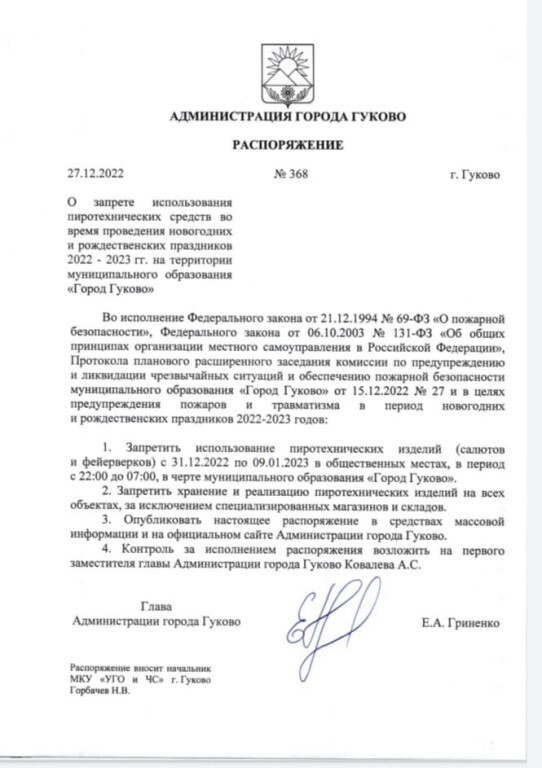 АДМИНИСТРАЦИЯ ГОРОДА ГУКОВО
РАСПОРЯЖЕНИЕ
27.12.2022 № 368 г. Гуково
О запрете использования
пиротехнических средств во
время проведения новогодних
и рождественских праздников
2022 - 2023 гг. на территории
муниципального образования
«Город Гуково»
Во исполнение Федерального закона от 21.12.1994 № 69-ФЗ «О пожарной
безопасности», Федерального закона от 06.10.2003 № 131-ФЗ «Об общих
принципах организации местного самоуправления в Российской Федерации»,
Протокола планового расширенного заседания комиссии по предупреждению
и ликвидации чрезвычайных ситуаций и обеспечению пожарной безопасности
муниципального образования «Город Гуково» от 15.12.2022 № 27 и в целях
предупреждения пожаров и травматизма в период новогодних
и рождественских праздников 2022-2023 годов:
1. Запретить использование пиротехнических изделий (салютов
и фейерверков) с 31.12.2022 по 09.01.2023 в общественных местах, в период
с 22:00 до 07:00, в черте муниципального образования «Город Гуково».
2. Запретить хранение и реализацию пиротехнических изделий на всех
объектах, за исключением специализированных магазинов и складов.
3. Опубликовать настоящее распоряжение в средствах массовой
информации и на официальном сайте Администрации города Гуково.
4. Контроль за исполнением распоряжения возложить на первого
заместителя главы Администрации города Гуково Ковалева А.С.
Глава
Администрации города Гуково Е.А. Гриненко
Распоряжение вносит начальник
МКУ «УГО и ЧС» г. Гуково
Горбачев Н.В.